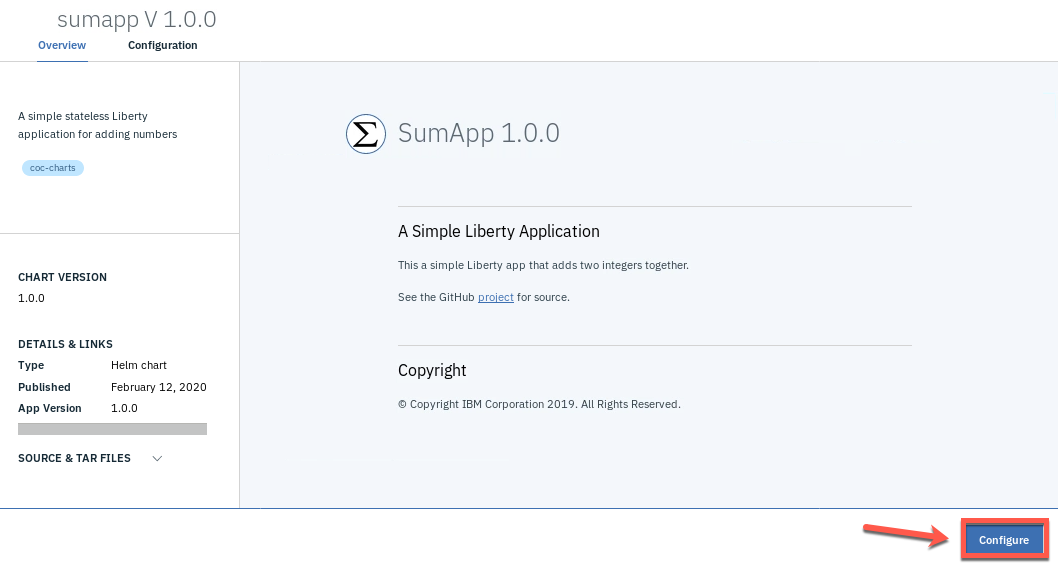 sumapp V 1.0.0
Overview Configuration
A simple stateless Liberty
application for adding numbers
coc-charts
CHART VERSION
1.0.0
DETAILS & LINKS
Type Helm chart
Published February 12, 2020
App Version 1.0.0
SOURCE & TAR FILES
Σ SumApp 1.0.0
A Simple Liberty Application
This a simple Liberty app that adds two integers together.
See the GitHub project for source.
Copyright
© Copyright IBM Corporation 2019. All Rights Reserved.
Configure